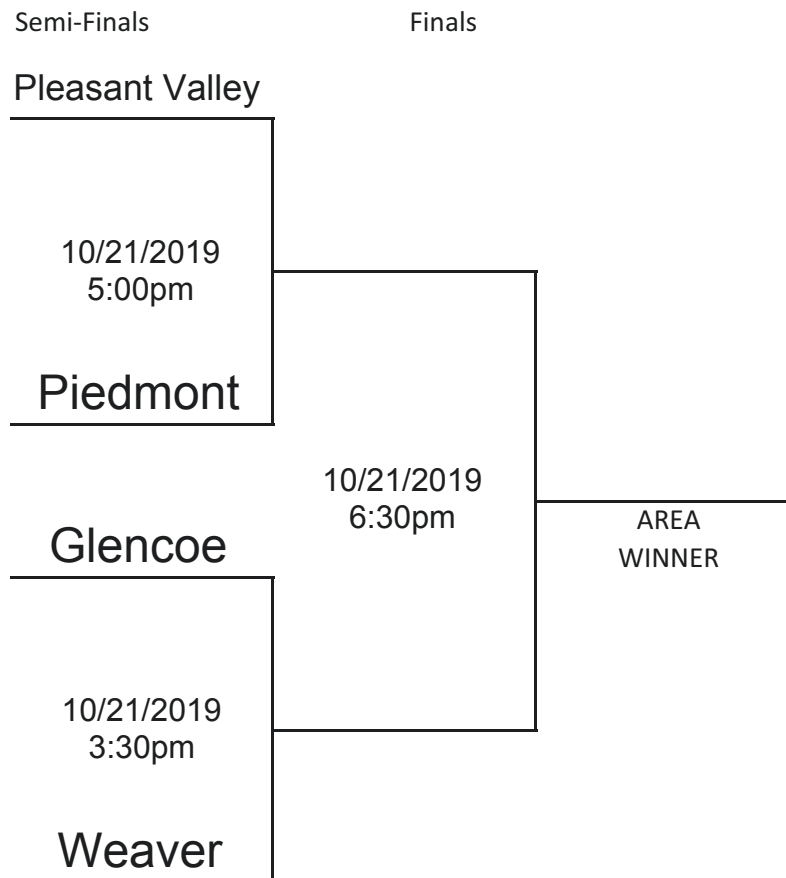 Semi-Finals
Finals
Pleasant Valley
10/21/2019
5:00pm
Piedmont
10/21/2019
6:30pm
AREA
WINNER
Glencoe
10/21/2019
3:30pm
Weaver